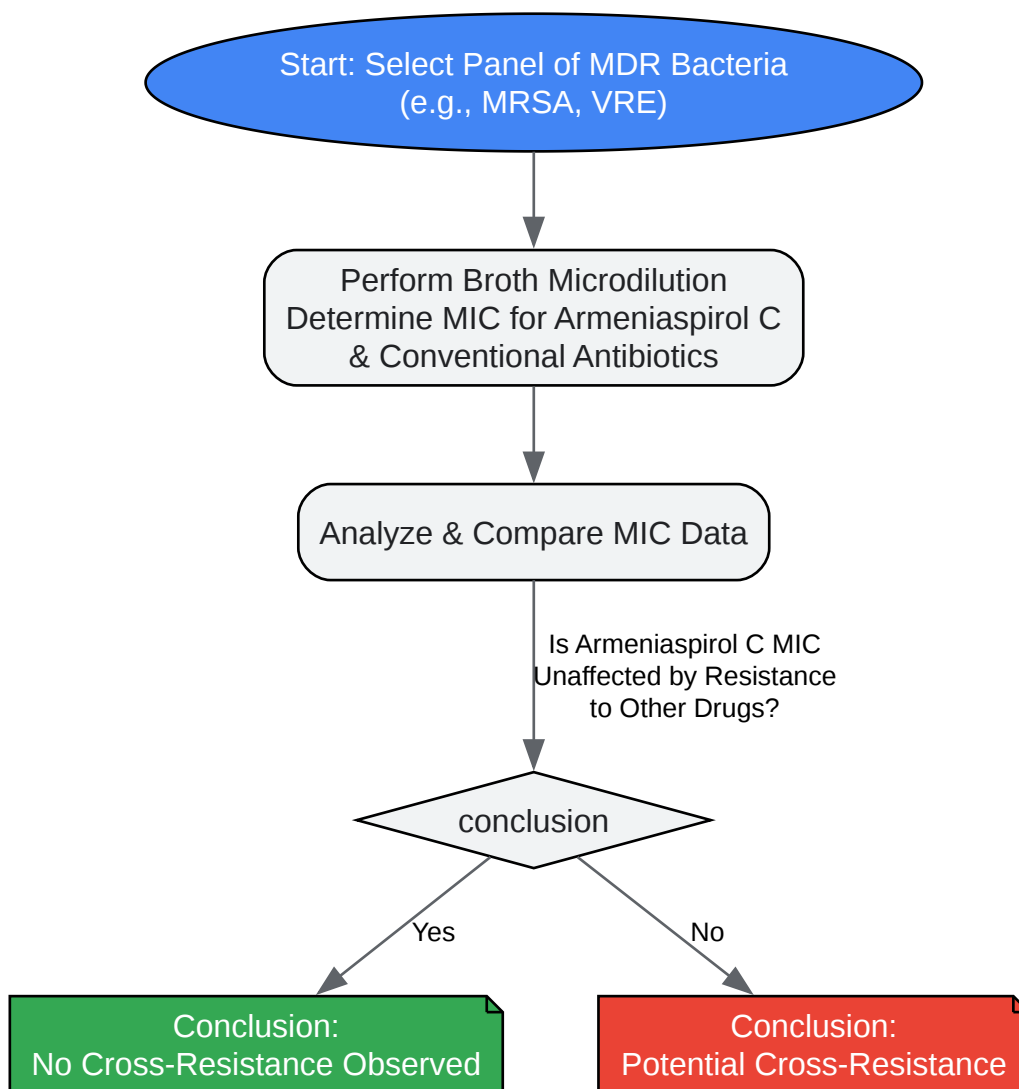 Start: Select Panel of MDR Bacteria
(e.g., MRSA, VRE)
Perform Broth Microdilution
Determine MIC for Armeniaspirol C
& Conventional Antibiotics
Analyze & Compare MIC Data
Is Armeniaspirol C MIC
Unaffected by Resistance
to Other Drugs?
conclusion
Yes
No
Conclusion:
No Cross-Resistance Observed
Conclusion:
Potential Cross-Resistance